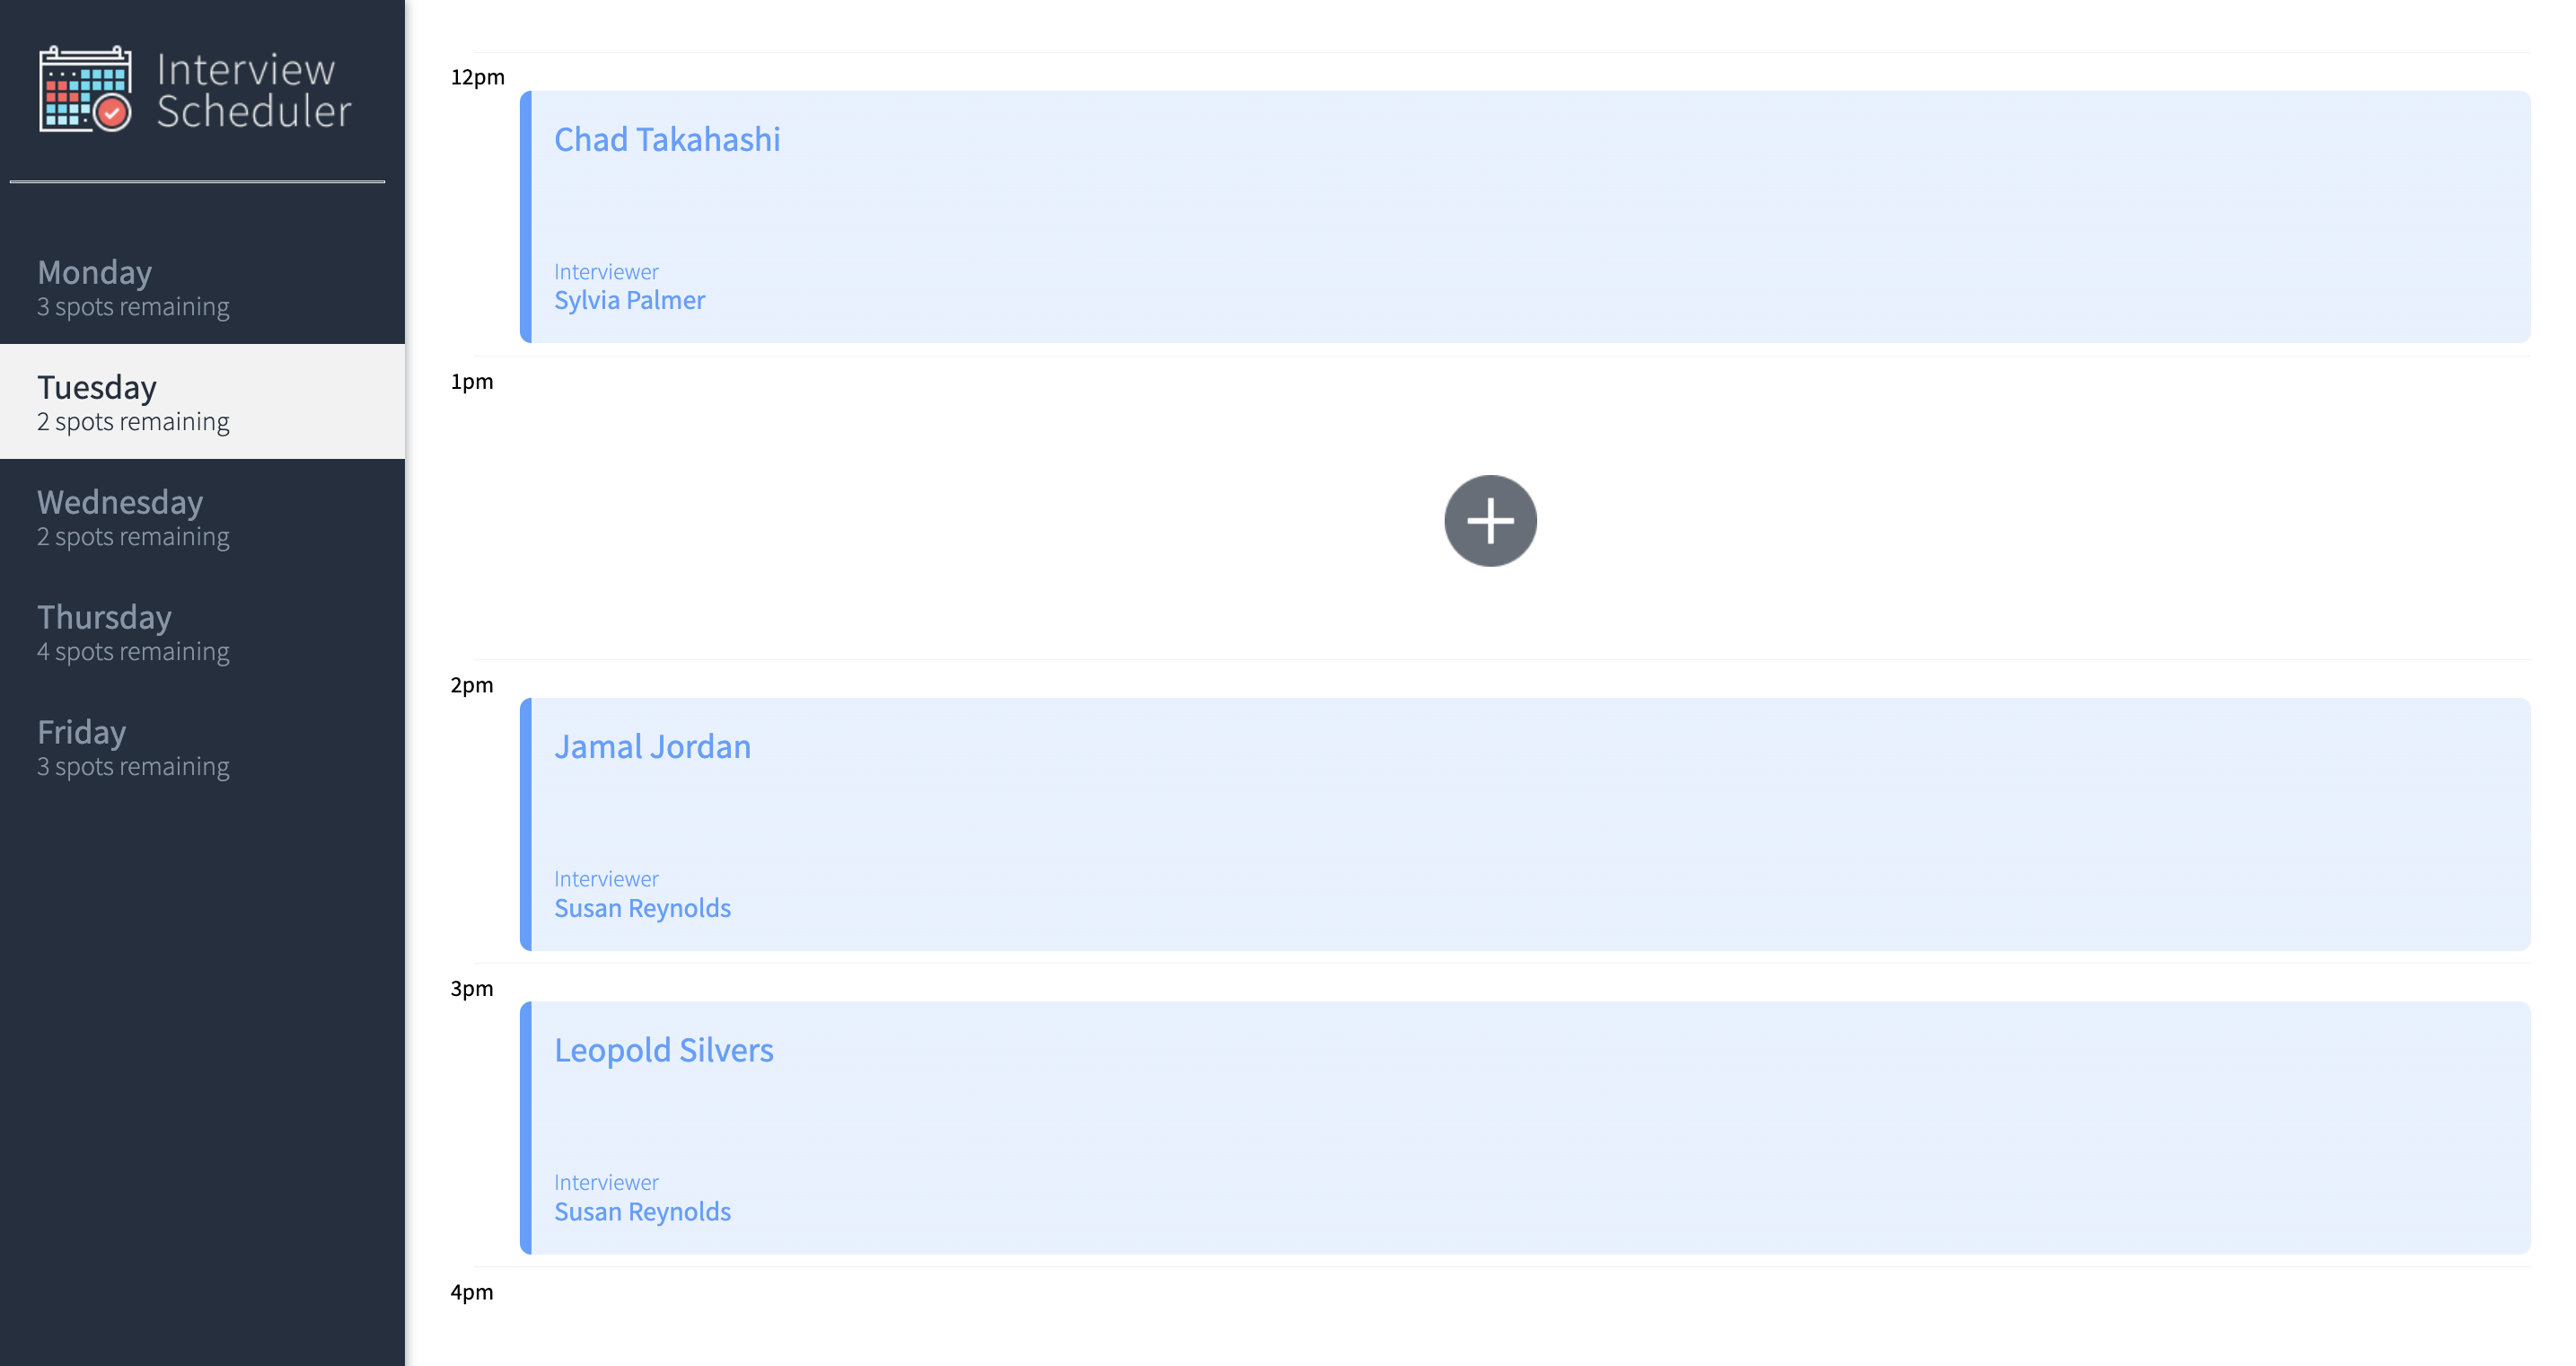 Interview
Scheduler
Monday
3 spots remaining
Tuesday
2 spots remaining
Wednesday
2 spots remaining
Thursday
4 spots remaining
Friday
3 spots remaining
12pm
Chad Takahashi
Interviewer
Sylvia Palmer
1pm
2pm
Jamal Jordan
Interviewer
Susan Reynolds
3pm
Leopold Silvers
Interviewer
Susan Reynolds
4pm